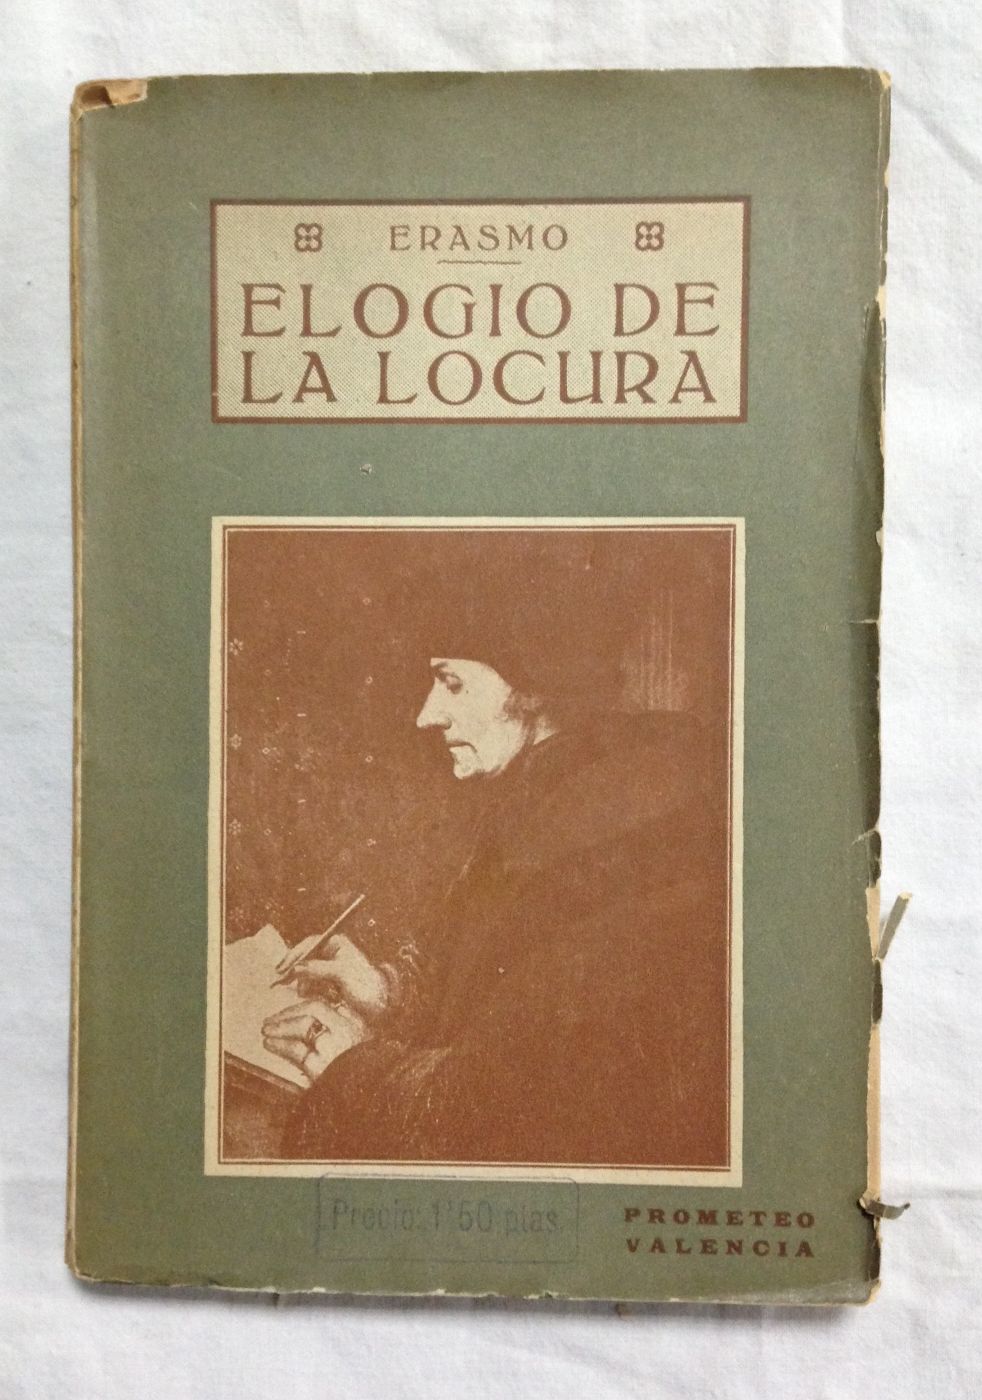 ERASMO
ELOGIO DE
LA LOCURA
Precio: 1'50 ptas.
PROMETEO
VALENCIA